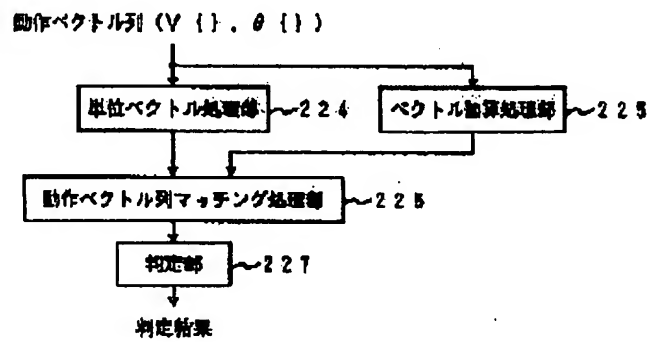 動作ベクトル列 (V { }, θ { })
単位ベクトル処理部 224
ベクトル演算処理部 225
動作ベクトル列マッチング処理部 226
判定部 227
判定結果